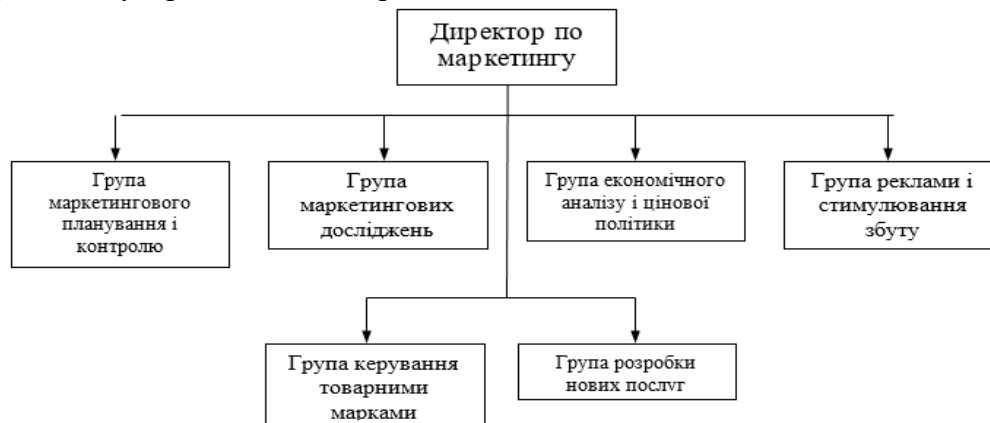 Директор по
маркетингу
Група
маркетингового
планування і
контролю
Група
маркетингових
досліджень
Група економічного
аналізу і цінової
політики
Група реклами і
стимулювання
збуту
Група керування
товарними
марками
Група розробки
нових послуг